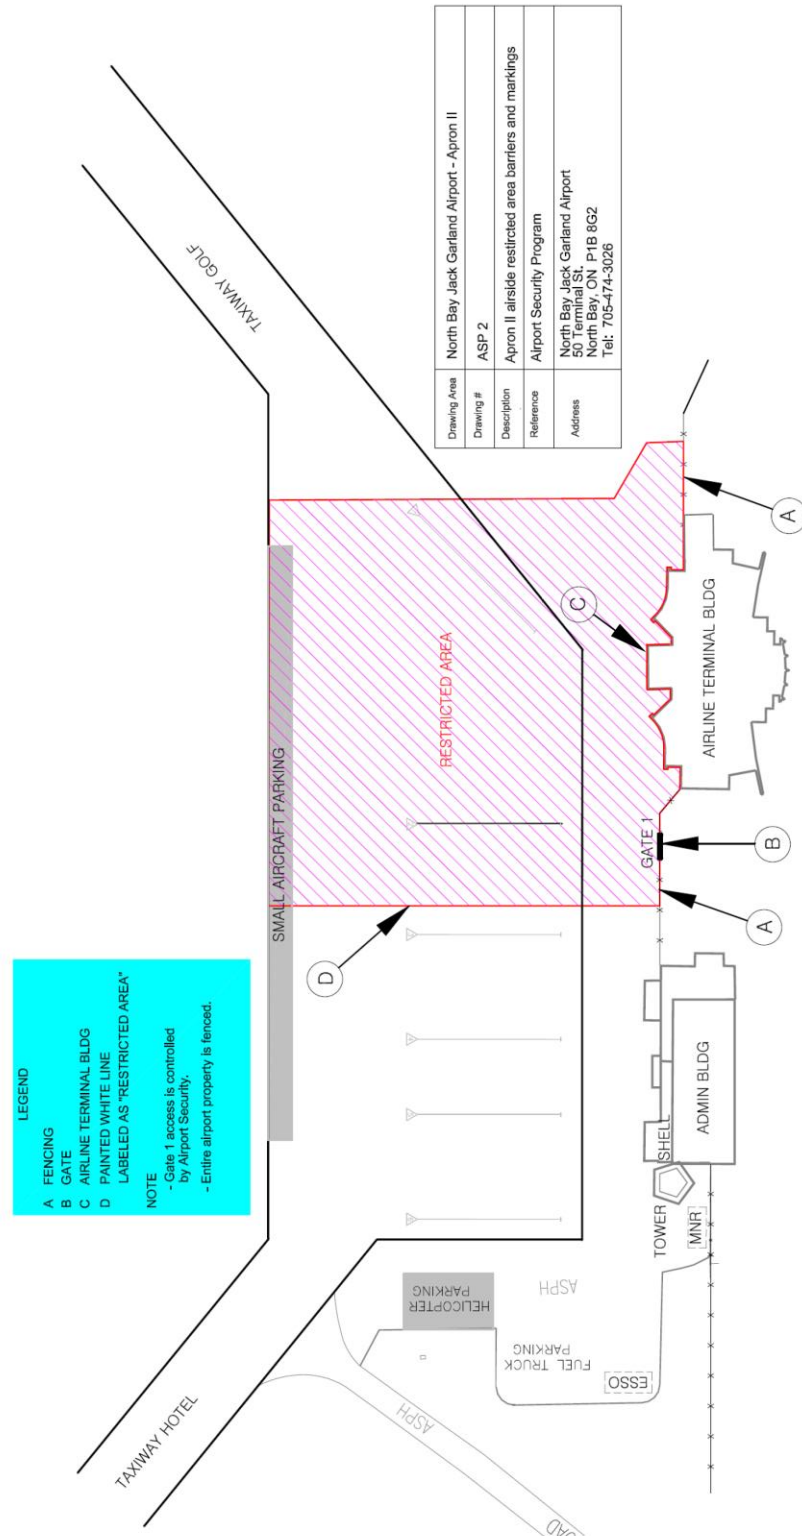 LEGEND
A FENCING
B GATE
C AIRLINE TERMINAL BLDG
D PAINTED WHITE LINE
LABELED AS "RESTRICTED AREA"
NOTE
- Gate 1 access is controlled
by Airport Security.
- Entire airport property is fenced.
TAXIWAY HOTEL
TAXIWAY GOLF
SMALL AIRCRAFT PARKING
RESTRICTED AREA
D
C
HELICOPTER
PARKING
ASPH
ASPH
FUEL TRUCK
PARKING
ESSO
TOWER
MNR
SHELL
ADMIN BLDG
GATE 1
AIRLINE TERMINAL BLDG
A
B
A
Drawing Area North Bay Jack Garland Airport - Apron II
Drawing # ASP 2
Description Apron II airside restircted area barriers and markings
Reference Airport Security Program
Address North Bay Jack Garland Airport
50 Terminal St.
North Bay, ON P1B 8G2
Tel: 705-474-3026